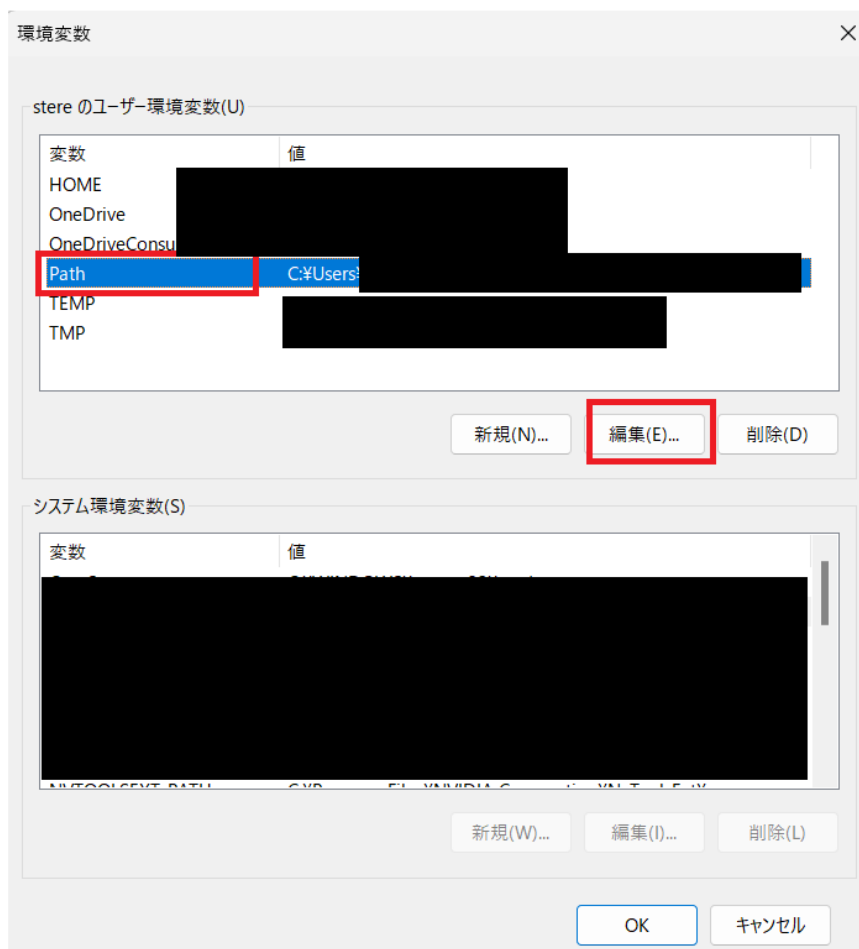 環境変数
stere のユーザー環境変数(U)
変数 値
HOME
OneDrive
OneDriveConsu
Path C:¥Users¥
TEMP
TMP
新規(N)... 編集(E)... 削除(D)
システム環境変数(S)
変数 値
新規(W)... 編集(I)... 削除(L)
OK キャンセル